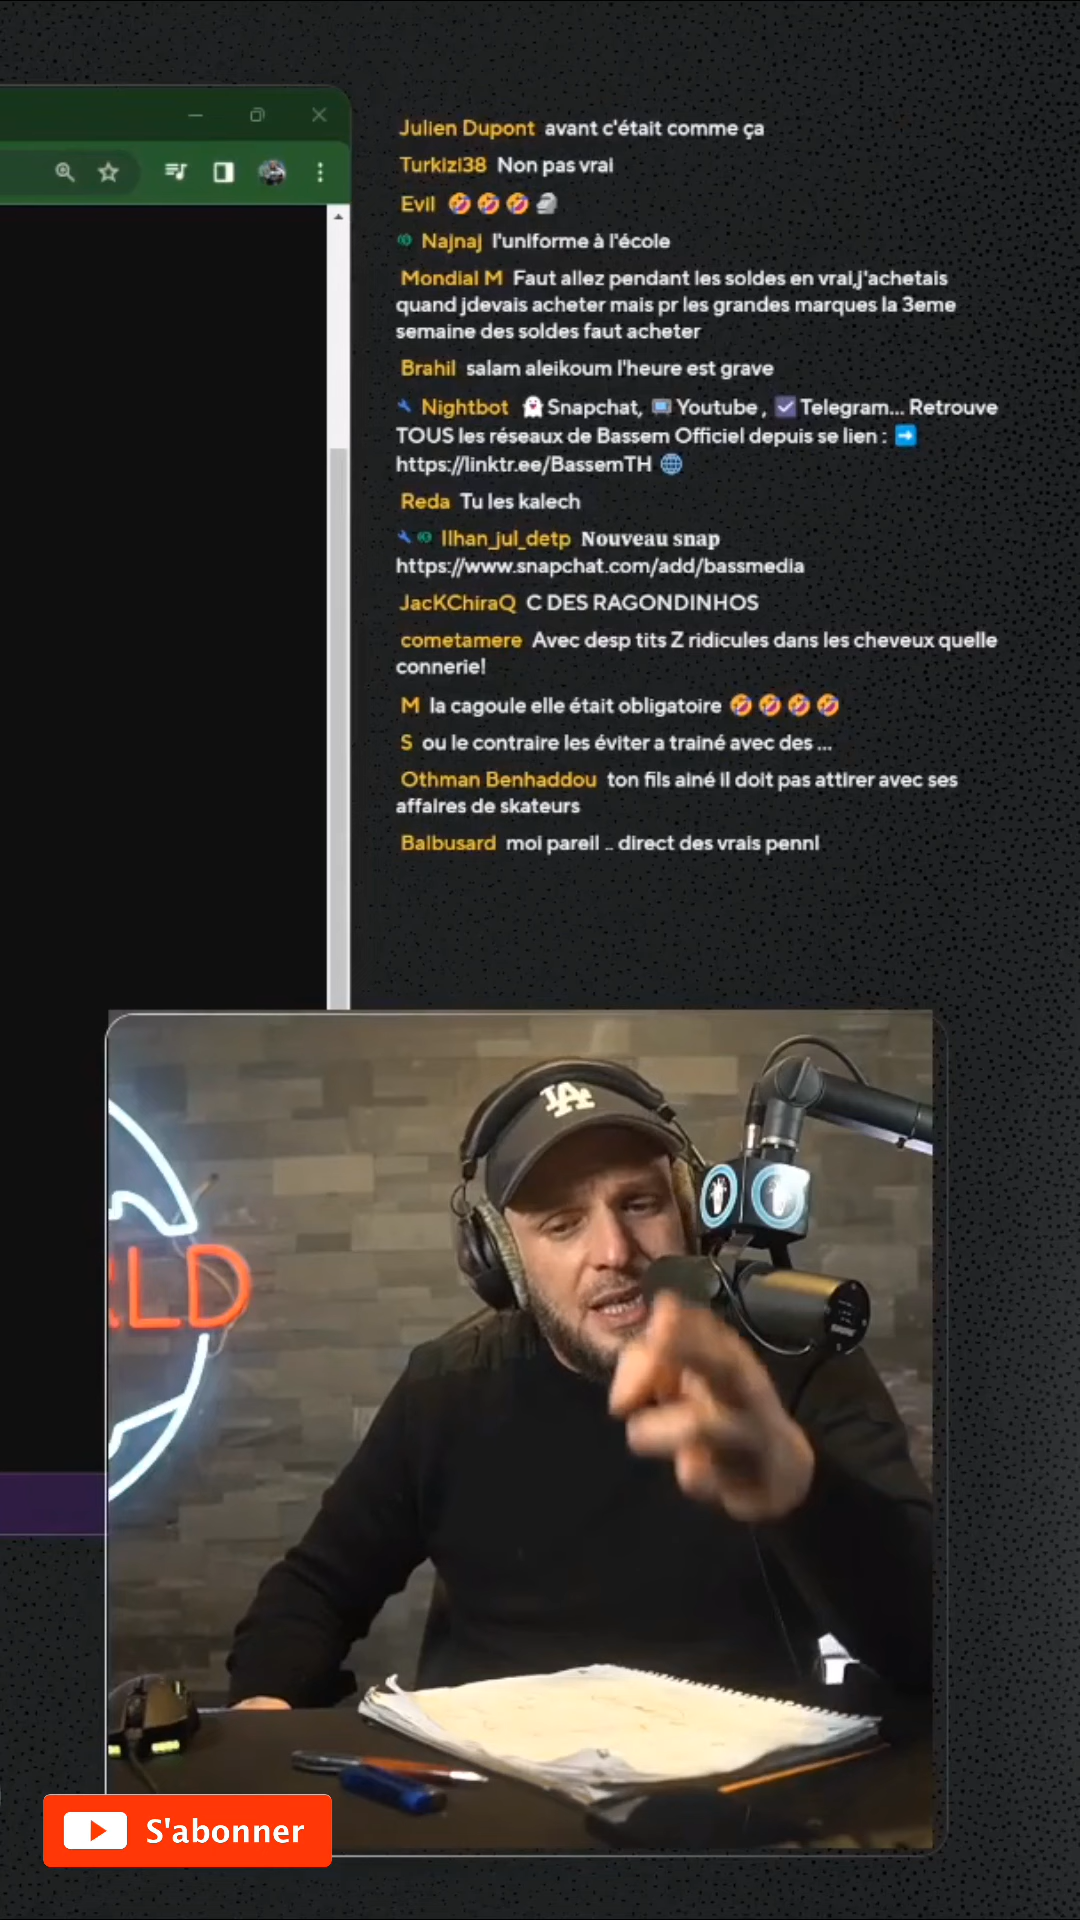 Julien Dupont avant c'était comme ça
Turkizi38 Non pas vrai
Evil 🤣🤣🤣
Najnaj l'uniforme à l'école
Mondial M Faut allez pendant les soldes en vrai,j'achetais
quand jdevais acheter mais pr les grandes marques la 3eme
semaine des soldes faut acheter
Brahil salam aleikoum l'heure est grave
Nightbot 👻 Snapchat, Youtube , Telegram... Retrouve
TOUS les réseaux de Bassem Officiel depuis se lien : ➡️
https://linktr.ee/BassemTH 🌐
Reda Tu les kalech
Ilhan_jul_detp Nouveau snap
https://www.snapchat.com/add/bassmedia
JacKChiraQ C DES RAGONDINHOS
cometamere Avec desp tits Z ridicules dans les cheveux quelle
connerie!
M la cagoule elle était obligatoire 🤣🤣🤣🤣
S ou le contraire les éviter a trainé avec des ...
Othman Benhaddou ton fils ainé il doit pas attirer avec ses
affaires de skateurs
Balbusard moi pareil .. direct des vrais pennl
LA
RLD
S'abonner